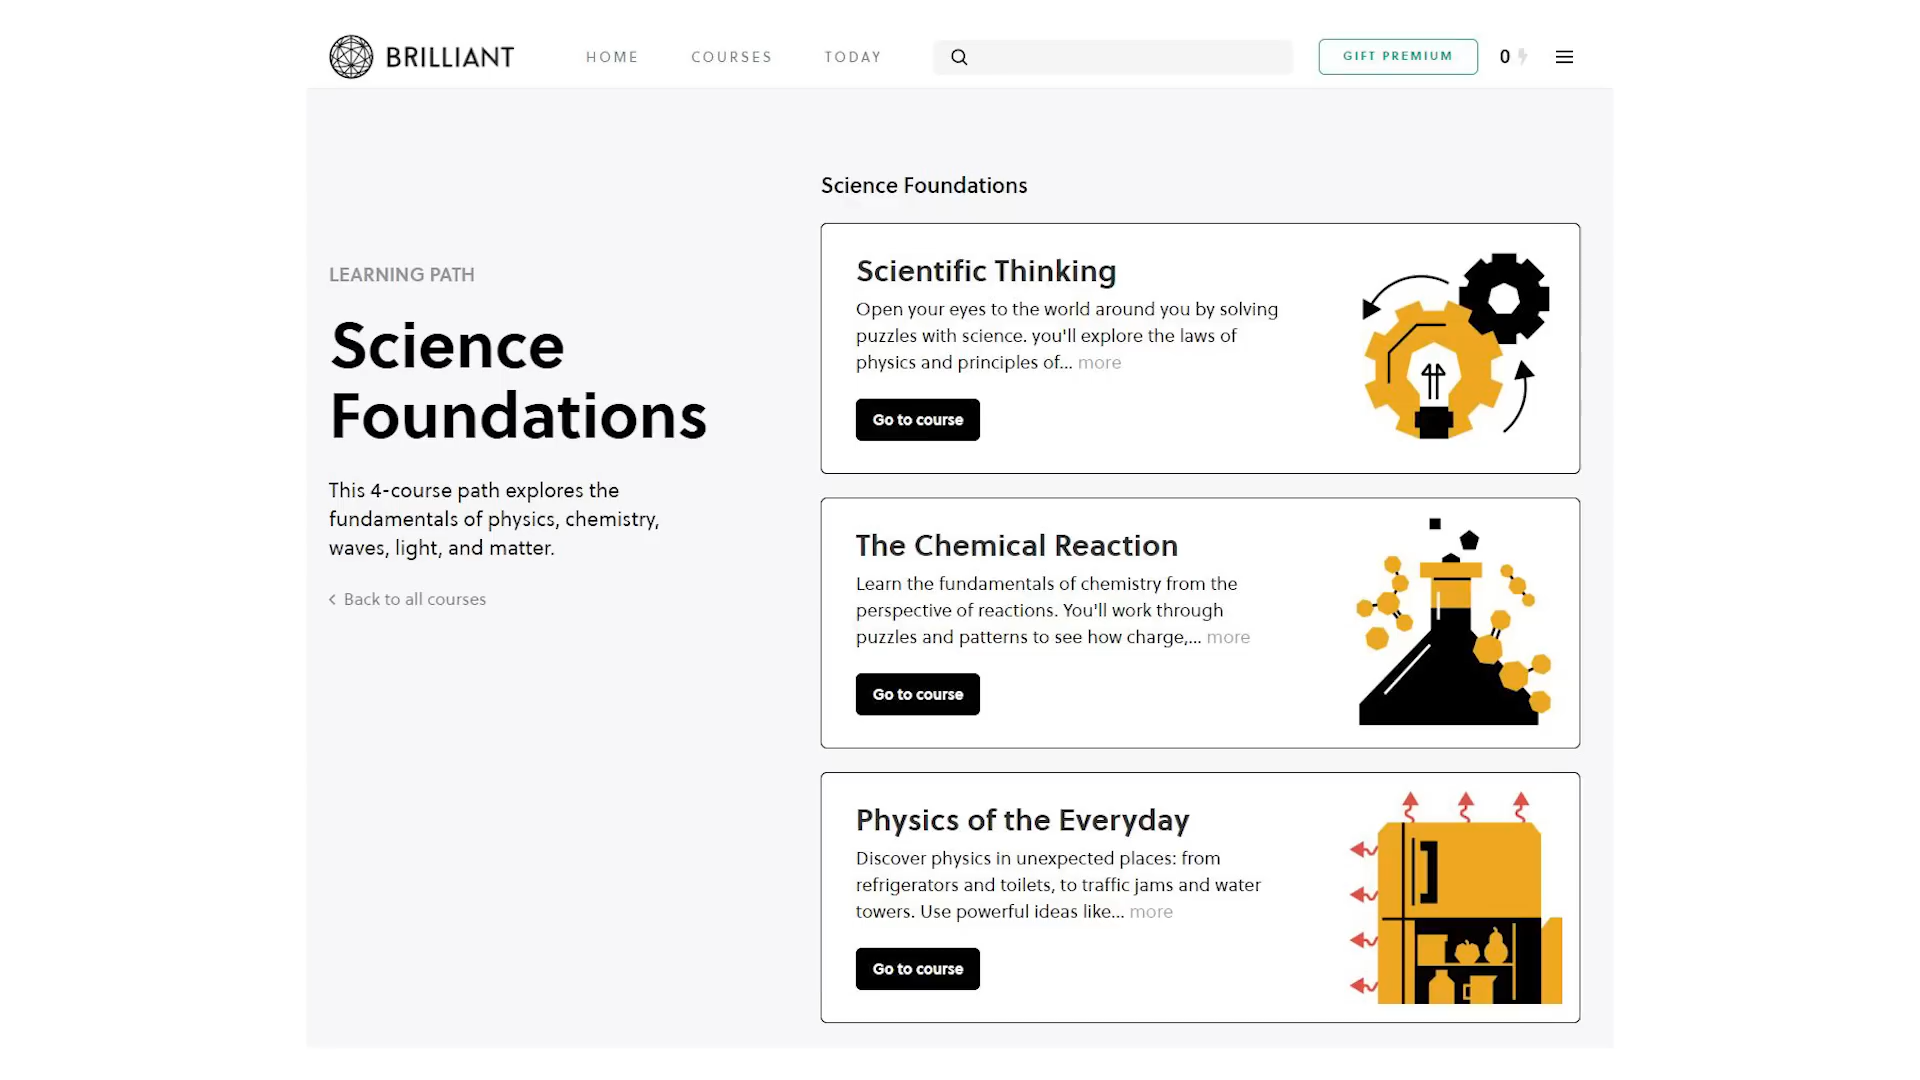 BRILLIANT
HOME
COURSES
TODAY
GIFT PREMIUM
0
LEARNING PATH
Science
Foundations
This 4-course path explores the
fundamentals of physics, chemistry,
waves, light, and matter.
Back to all courses
Science Foundations
Scientific Thinking
Open your eyes to the world around you by solving
puzzles with science. you'll explore the laws of
physics and principles of... more
Go to course
The Chemical Reaction
Learn the fundamentals of chemistry from the
perspective of reactions. You'll work through
puzzles and patterns to see how charge,... more
Go to course
Physics of the Everyday
Discover physics in unexpected places: from
refrigerators and toilets, to traffic jams and water
towers. Use powerful ideas like... more
Go to course